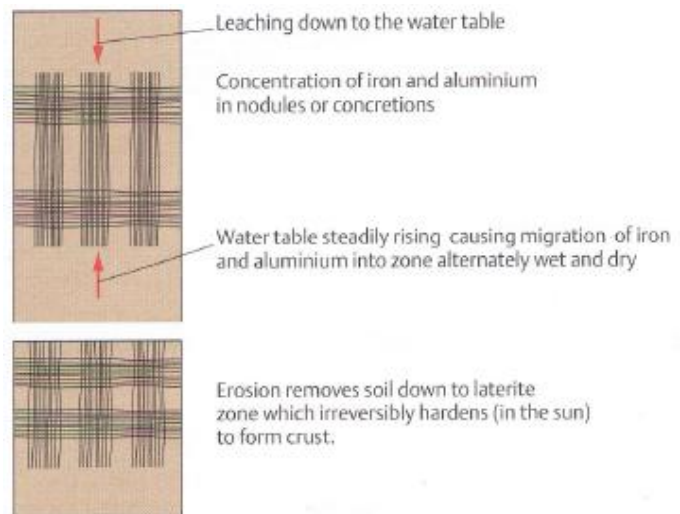 Leaching down to the water table
Concentration of iron and aluminium
in nodules or concretions
Water table steadily rising causing migration of iron
and aluminium into zone alternately wet and dry
Erosion removes soil down to laterite
zone which irreversibly hardens (in the sun)
to form crust.